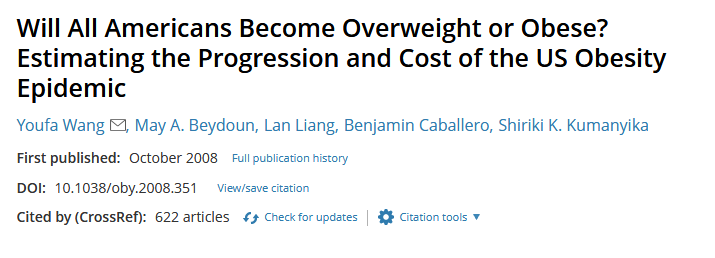 Will All Americans Become Overweight or Obese?
Estimating the Progression and Cost of the US Obesity
Epidemic
Youfa Wang, May A. Beydoun, Lan Liang, Benjamin Caballero, Shiriki K. Kumanyika
First published: October 2008 Full publication history
DOI: 10.1038/oby.2008.351 View/save citation
Cited by (CrossRef): 622 articles Check for updates Citation tools